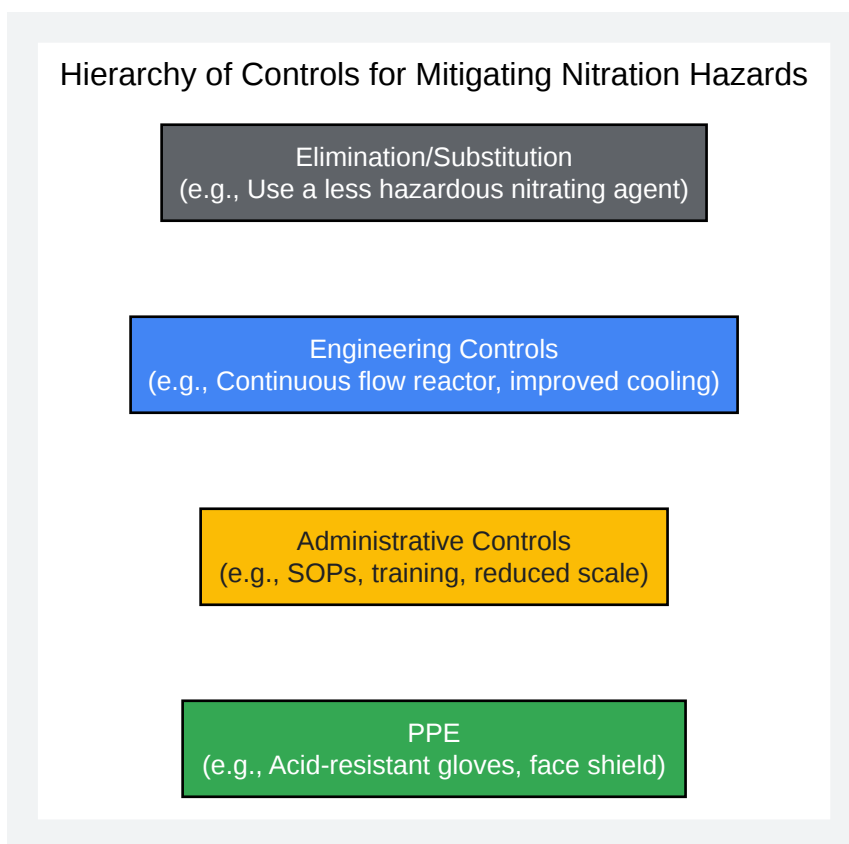 Hierarchy of Controls for Mitigating Nitration Hazards
Elimination/Substitution
(e.g., Use a less hazardous nitrating agent)
Engineering Controls
(e.g., Continuous flow reactor, improved cooling)
Administrative Controls
(e.g., SOPs, training, reduced scale)
PPE
(e.g., Acid-resistant gloves, face shield)